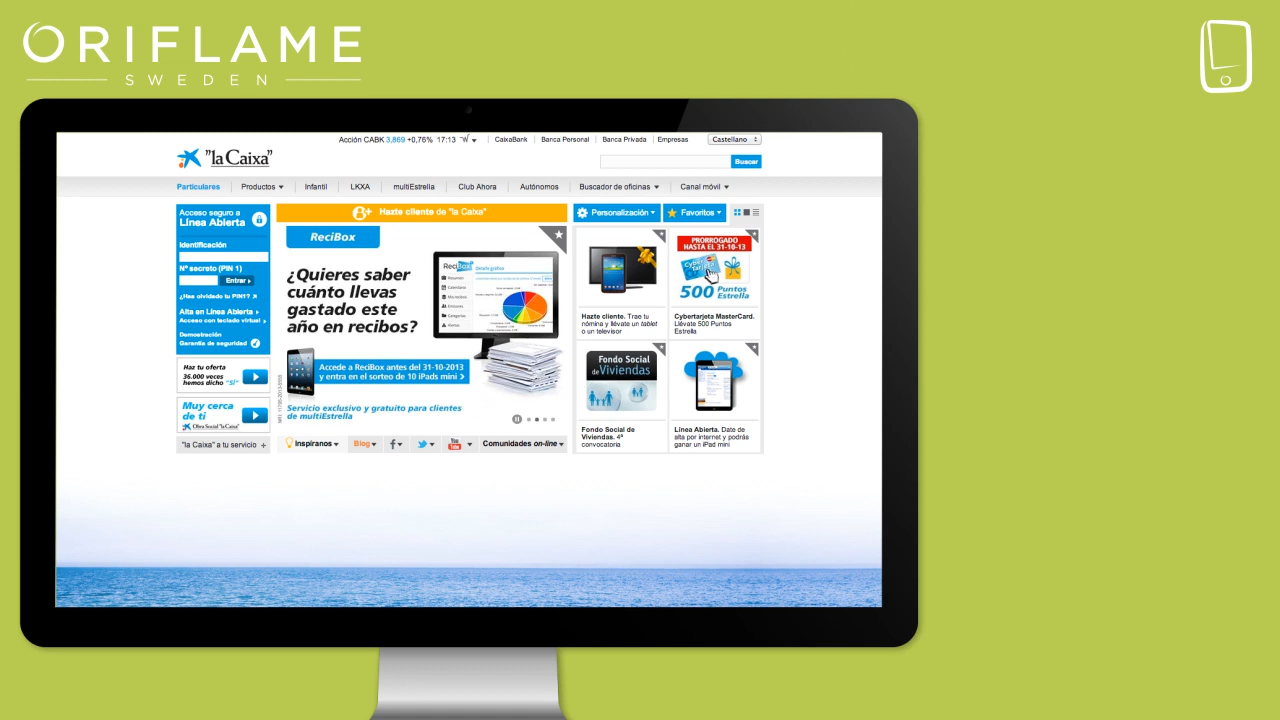 ORIFLAME
SWEDEN
Acción CABK 3,869 +0,76% 17:13
CaixaBank
Banca Personal
Banca Privada
Empresas
Castellano
"la Caixa"
Buscar
Particulares
Productos
Infantil
LKXA
multiEstrella
Club Ahora
Autónomos
Buscador de oficinas
Canal móvil
Acceso seguro a
Línea Abierta
Identificación
Nº secreto (PIN 1)
Entrar
¿Has olvidado tu PIN1?
Alta en Línea Abierta
Acceso con teclado virtual
Demostración
Garantía de seguridad
Haz tu oferta
36.000 veces
hemos dicho "SÍ"
Muy cerca
de ti
Obra Social "la Caixa"
"la Caixa" a tu servicio +
Hazte cliente de "la Caixa"
ReciBox
¿Quieres saber
cuánto llevas
gastado este
año en recibos?
ReciBox
Accede a ReciBox antes del 31-10-2013
y entra en el sorteo de 10 iPads mini >
Servicio exclusivo y gratuito para clientes
de multiEstrella
Inspíranos
Blog
You
Tube
Comunidades on-line
Personalización
Favoritos
Hazte cliente. Trae tu
nómina y llévate un tablet
o un televisor
PRORROGADO
HASTA EL 31-10-13
Cyber
Tarjeta
500 Puntos
Estrella
Cybertarjeta MasterCard.
Llévate 500 Puntos
Estrella
Fondo Social
de Viviendas
Fondo Social de
Viviendas. 4ª
convocatoria
Línea Abierta. Date de
alta por internet y podrás
ganar un iPad mini